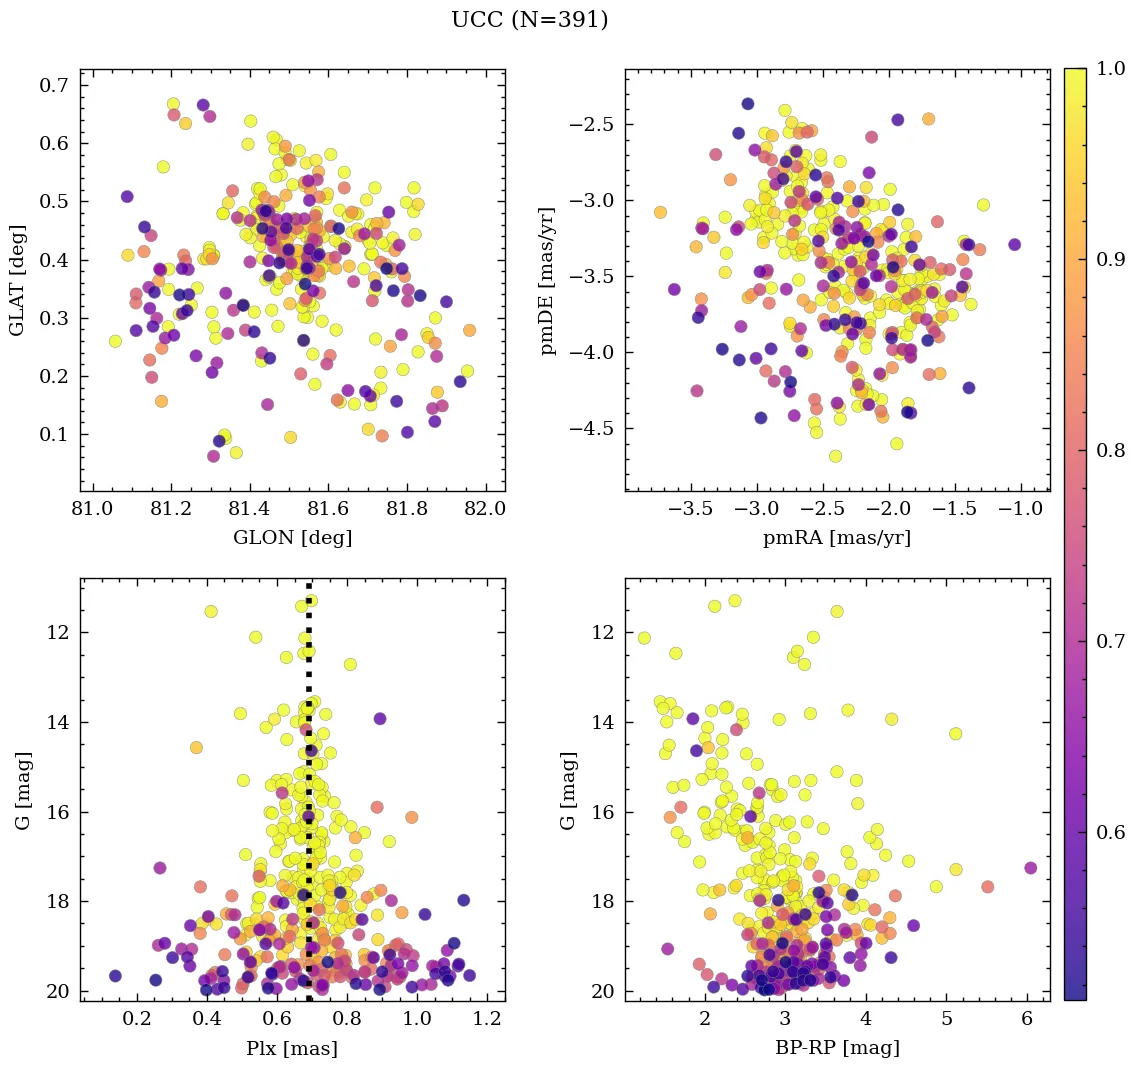 UCC (N=391)
0.7
0.6
0.5
0.4
0.3
0.2
0.1
GLAT [deg]
81.0 81.2 81.4 81.6 81.8 82.0
GLON [deg]
−2.5
−3.0
−3.5
−4.0
−4.5
pmDE [mas/yr]
−3.5 −3.0 −2.5 −2.0 −1.5 −1.0
pmRA [mas/yr]
12
14
16
18
20
G [mag]
0.2 0.4 0.6 0.8 1.0 1.2
Plx [mas]
12
14
16
18
20
G [mag]
2 3 4 5 6
BP-RP [mag]
1.0
0.9
0.8
0.7
0.6